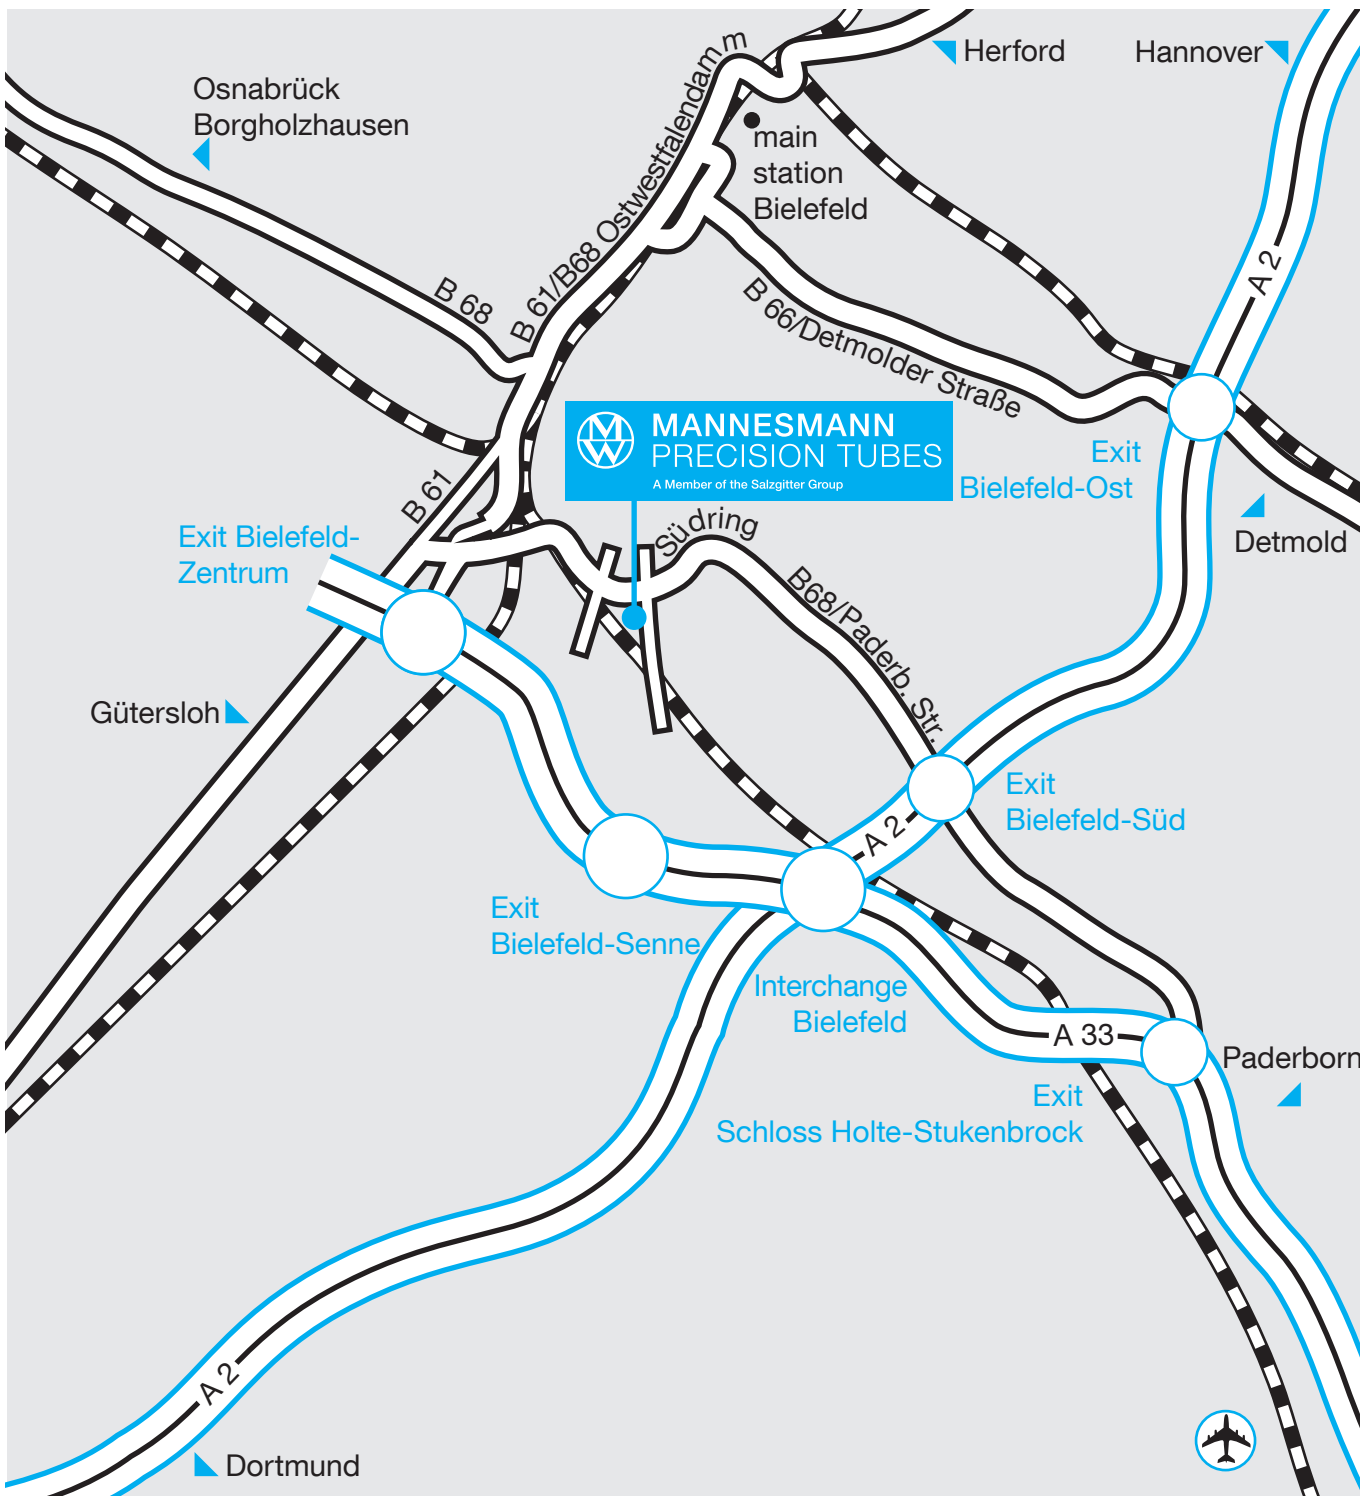 Herford
Hannover
Osnabrück
Borgholzhausen
B 61/B68 Ostwestfalendamm
main
station
Bielefeld
A 2
B 68
B 66/Detmolder Straße
MW
MANNESMANN
PRECISION TUBES
A Member of the Salzgitter Group
Exit
Bielefeld-Ost
B 61
Südring
Detmold
Exit Bielefeld-
Zentrum
B68/Paderb. Str.
Gütersloh
Exit
Bielefeld-Süd
A 2
Exit
Bielefeld-Senne
Interchange
Bielefeld
A 33
Paderborn
Exit
Schloss Holte-Stukenbrock
A 2
Dortmund